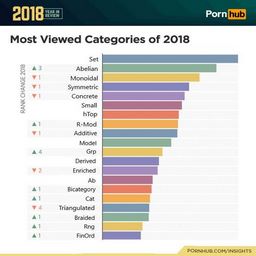 2018 YEAR IN REVIEW
Pornhub
Most Viewed Categories of 2018
RANK CHANGE 2018
Set
▲ 3 Abelian
▼ 1 Monoidal
▼ 1 Symmetric
▼ 1 Concrete
Small
hTop
▲ 1 R-Mod
▼ 1 Additive
Model
▲ 4 Grp
Derived
▼ 2 Enriched
Ab
▲ 1 Bicategory
▲ 1 Cat
▼ 4 Triangulated
▲ 1 Braided
▲ 1 Rng
▲ 1 FinOrd
PORNHUB.COM/INSIGHTS